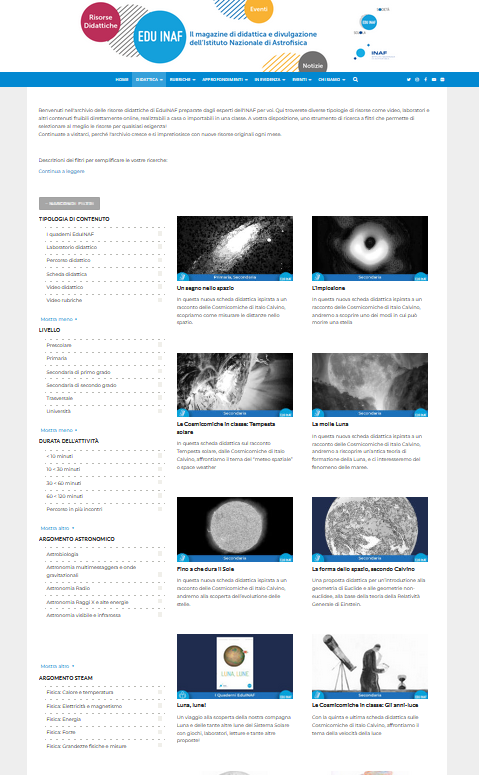 Risorse
Didattiche
EDU INAF
Eventi
Il magazine di didattica e divulgazione
dell'Istituto Nazionale di Astrofisica
Notizie
SOCIETÀ
SCUOLA
INAF
HOME DIDATTICA RUBRICHE APPROFONDIMENTI IN EVIDENZA EVENTI CHI SIAMO
Benvenuti nell'archivio delle risorse didattiche di EduINAF preparate dagli esperti dell'INAF per voi. Qui troverete diverse tipologie di risorse come video, laboratori e
altri contenuti fruibili direttamente online, realizzabili a casa o importabili in una classe. A vostra disposizione, uno strumento di ricerca a filtri che permette di
selezionare al meglio le risorse per qualsiasi esigenza!
Continuate a visitarci, perché l'archivio cresce e si impreziosisce con nuove risorse originali ogni mese.
Descrizioni dei filtri per semplificare le vostre ricerche:
Continua a leggere
TIPOLOGIA DI CONTENUTO
I quaderni EduINAF
Laboratorio didattico
Percorso didattico
Scheda didattica
Video didattico
Video rubriche
Mostra meno
LIVELLO
Prescolare
Primaria
Secondaria di primo grado
Secondaria di secondo grado
Trasversale
Università
Mostra meno
DURATA DELL'ATTIVITÀ
< 10 minuti
10 < 30 minuti
30 < 60 minuti
60 < 120 minuti
Percorso in più incontri
Mostra altro
ARGOMENTO ASTRONOMICO
Astrobiologia
Astronomia multimessaggera e onde
gravitazionali
Astronomia Radio
Astronomia Raggi X e alte energie
Astronomia visibile e infrarossa
Mostra altro
ARGOMENTO STEAM
Fisica: Calore e temperatura
Fisica: Elettricità e magnetismo
Fisica: Energia
Fisica: Forze
Fisica: Grandezze fisiche e misure
Primaria, Secondaria
Un segno nello spazio
In questa nuova scheda didattica ispirata a un
racconto delle Cosmicomiche di Italo Calvino,
scopriamo come misurare le distanze nello
spazio.
Secondaria
L'implosione
In questa nuova scheda didattica ispirata a un
racconto delle Cosmicomiche di Italo Calvino,
andremo a scoprire uno dei modi in cui può
morire una stella
Secondaria
Le Cosmicomiche in classe: Tempesta
solare
In questa scheda didattica sul racconto
Tempesta solare, dalle Cosmicomiche di Italo
Calvino, affrontiamo il tema del "meteo spaziale"
o space weather
Secondaria
La molle Luna
In questa nuova scheda didattica ispirata a un
racconto delle Cosmicomiche di Italo Calvino,
andremo a riscoprire un'antica teoria di
formazione della Luna, e ci interesseremo del
fenomeno delle maree.
Secondaria
Fino a che dura il Sole
In questa nuova scheda didattica ispirata a un
racconto delle Cosmicomiche di Italo Calvino,
andremo alla scoperta dell'evoluzione delle
stelle.
Secondaria
La forma dello spazio, secondo Calvino
Una proposta didattica per un'introduzione alla
geometria di Euclide e alle geometrie non-
euclidee, alla base della teoria della Relatività
Generale di Einstein.
LUNA, LUNE!
I Quaderni EduINAF
Luna, lune!
Un viaggio alla scoperta della nostra compagna
Luna e delle tante altre lune del Sistema Solare
con giochi, laboratori, letture e tante altre
proposte!
Secondaria
Le Cosmicomiche in classe: Gli anni-luce
Con la quinta e ultima scheda didattica sulle
Cosmicomiche di Italo Calvino, affrontiamo il
tema della velocità della luce